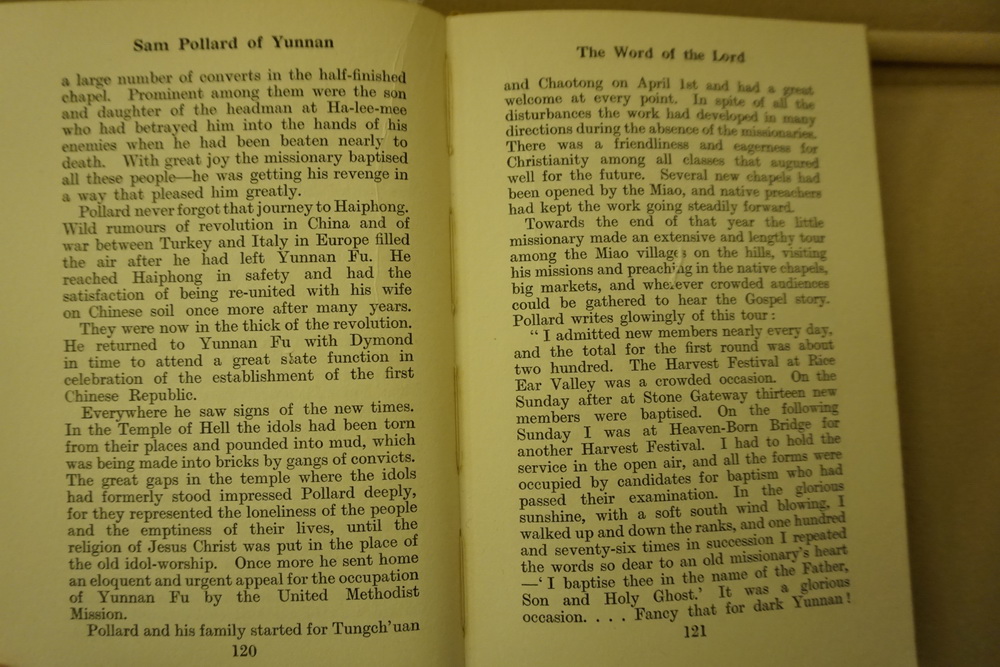 Sam Pollard of Yunnan
a large number of converts in the half-finished
chapel. Prominent among them were the son
and daughter of the headman at Ha-lee-mee
who had betrayed him into the hands of his
enemies when he had been beaten nearly to
death. With great joy the missionary baptised
all these people—he was getting his revenge in
a way that pleased him greatly.
Pollard never forgot that journey to Haiphong.
Wild rumours of revolution in China and of
war between Turkey and Italy in Europe filled
the air after he had left Yunnan Fu. He
reached Haiphong in safety and had the
satisfaction of being re-united with his wife
on Chinese soil once more after many years.
They were now in the thick of the revolution.
He returned to Yunnan Fu with Dymond
in time to attend a great state function in
celebration of the establishment of the first
Chinese Republic.
Everywhere he saw signs of the new times.
In the Temple of Hell the idols had been torn
from their places and pounded into mud, which
was being made into bricks by gangs of convicts.
The great gaps in the temple where the idols
had formerly stood impressed Pollard deeply,
for they represented the loneliness of the people
and the emptiness of their lives, until the
religion of Jesus Christ was put in the place of
the old idol-worship. Once more he sent home
an eloquent and urgent appeal for the occupation
of Yunnan Fu by the United Methodist
Mission.
Pollard and his family started for Tungch'uan
120
The Word of the Lord
and Chaotong on April 1st and had a great
welcome at every point. In spite of all the
disturbances the work had developed in many
directions during the absence of the missionaries.
There was a friendliness and eagerness for
Christianity among all classes that augured
well for the future. Several new chapels had
been opened by the Miao, and native preachers
had kept the work going steadily forward.
Towards the end of that year the little
missionary made an extensive and lengthy tour
among the Miao villages on the hills, visiting
his missions and preaching in the native chapels,
big markets, and wherever crowded audiences
could be gathered to hear the Gospel story.
Pollard writes glowingly of this tour:
" I admitted new members nearly every day,
and the total for the first round was about
two hundred. The Harvest Festival at Rice
Ear Valley was a crowded occasion. On the
Sunday after at Stone Gateway thirteen new
members were baptised. On the following
Sunday I was at Heaven-Born Bridge for
another Harvest Festival. I had to hold the
service in the open air, and all the forms were
occupied by candidates for baptism who had
passed their examination. In the glorious
sunshine, with a soft south wind blowing, I
walked up and down the ranks, and one hundred
and seventy-six times in succession I repeated
the words so dear to an old missionary's heart
—' I baptise thee in the name of the Father,
Son and Holy Ghost.' It was a glorious
occasion. . . . Fancy that for dark Yunnan!
121